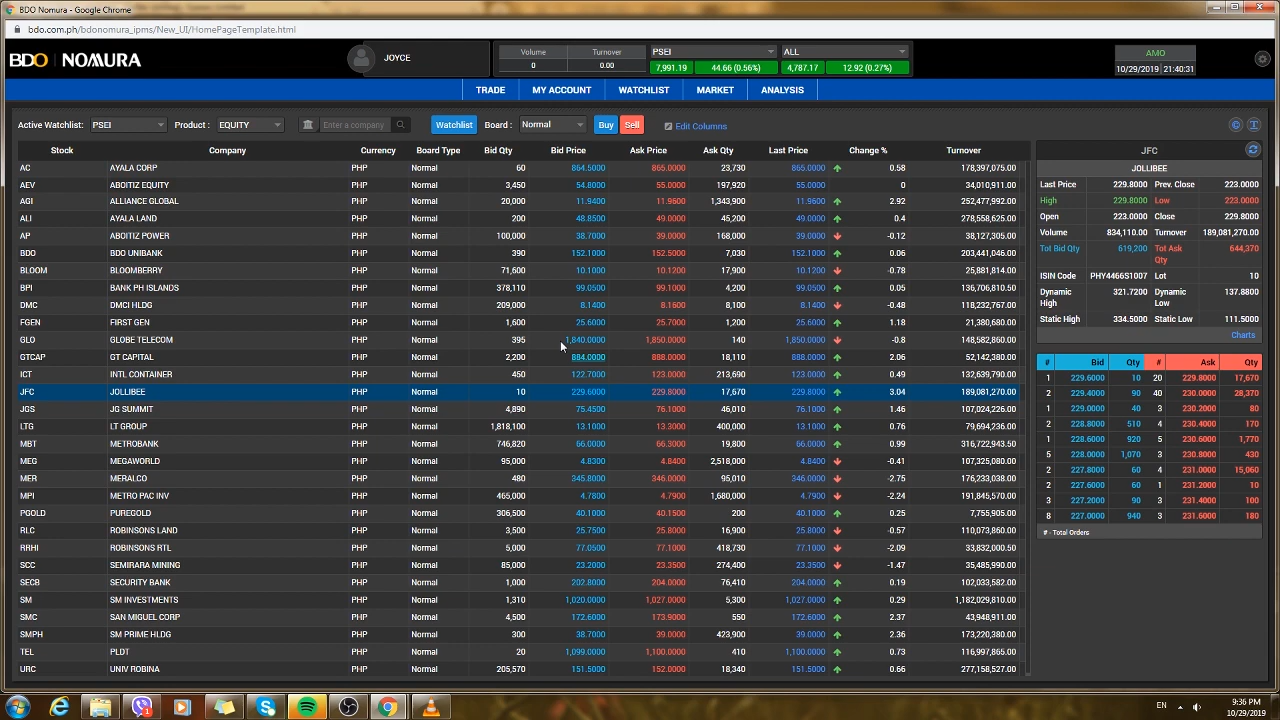 BDO Nomura - Google Chrome
bdo.com.ph/bdonomura_ipms/New_UI/HomePageTemplate.html
BDO NOMURA
JOYCE
Volume Turnover
0 0.00
PSEI
7,991.19 44.66 (0.56%)
ALL
4,787.17 12.92 (0.27%)
AMO
10/29/2019 21:40:31
TRADE MY ACCOUNT WATCHLIST MARKET ANALYSIS
Active Watchlist: PSEI Product : EQUITY Enter a company Watchlist Board : Normal Buy Sell Edit Columns
Stock Company Currency Board Type Bid Qty Bid Price Ask Price Ask Qty Last Price Change % Turnover
AC AYALA CORP PHP Normal 60 864.5000 865.0000 23,730 865.0000 0.58 178,397,075.00
AEV ABOITIZ EQUITY PHP Normal 3,450 54.8000 55.0000 197,920 55.0000 0 34,010,911.50
AGI ALLIANCE GLOBAL PHP Normal 20,000 11.9400 11.9600 1,343,900 11.9600 2.92 252,477,992.00
ALI AYALA LAND PHP Normal 200 48.8500 49.0000 45,200 49.0000 0.4 278,558,625.00
AP ABOITIZ POWER PHP Normal 100,000 38.7000 39.0000 168,000 39.0000 -0.12 38,127,305.00
BDO BDO UNIBANK PHP Normal 390 152.1000 152.5000 7,030 152.5000 0.06 203,441,046.00
BLOOM BLOOMBERRY PHP Normal 71,600 10.1000 10.1200 17,900 10.1200 -0.78 25,881,814.00
BPI BANK PH ISLANDS PHP Normal 378,110 99.0500 99.1000 4,200 99.0500 0.05 136,706,810.50
DMC DMCI HLDG PHP Normal 209,000 8.1400 8.1500 8,100 8.1400 -0.48 118,232,767.00
FGEN FIRST GEN PHP Normal 1,600 25.6000 25.7000 1,200 25.6000 1.18 21,380,680.00
GLO GLOBE TELECOM PHP Normal 395 1,840.0000 1,850.0000 140 1,850.0000 -0.8 148,582,860.00
GTCAP GT CAPITAL PHP Normal 2,200 884.0000 888.0000 18,110 888.0000 2.06 52,142,380.00
ICT INTL CONTAINER PHP Normal 450 122.7000 123.0000 213,690 123.0000 0.49 132,639,790.00
JFC JOLLIBEE PHP Normal 10 229.6000 229.8000 17,670 229.8000 3.04 189,081,270.00
JGS JG SUMMIT PHP Normal 4,890 75.4500 76.1000 46,010 76.1000 1.46 107,024,226.00
LTG LT GROUP PHP Normal 1,818,100 13.1000 13.3000 400,000 13.1000 0.76 79,694,236.00
MBT METROBANK PHP Normal 746,820 66.0000 66.3000 19,800 66.0000 0.99 316,722,943.50
MEG MEGAWORLD PHP Normal 95,000 4.8300 4.8400 2,518,000 4.8400 -0.41 107,325,080.00
MER MERALCO PHP Normal 480 345.8000 346.0000 95,010 346.0000 -2.75 176,233,038.00
MPI METRO PAC INV PHP Normal 465,000 4.7800 4.7900 1,680,000 4.7900 -2.24 191,845,570.00
PGOLD PUREGOLD PHP Normal 306,500 40.1000 40.1500 200 40.1000 0.25 7,755,905.00
RLC ROBINSONS LAND PHP Normal 3,500 25.7500 25.8000 16,900 25.8000 -0.57 110,073,860.00
RRHI ROBINSONS RTL PHP Normal 5,000 77.0500 77.1000 418,730 77.1000 -2.09 33,832,000.50
SCC SEMIRARA MINING PHP Normal 85,000 23.2000 23.3500 274,400 23.3500 -1.47 35,485,990.00
SECB SECURITY BANK PHP Normal 1,000 202.8000 204.0000 76,410 204.0000 0.19 102,033,582.00
SM SM INVESTMENTS PHP Normal 1,310 1,020.0000 1,027.0000 5,300 1,027.0000 0.29 1,182,029,810.00
SMC SAN MIGUEL CORP PHP Normal 4,500 172.6000 173.9000 550 172.6000 2.37 43,948,911.00
SMPH SM PRIME HLDG PHP Normal 300 38.7000 39.0000 423,900 39.0000 2.36 173,220,380.00
TEL PLDT PHP Normal 20 1,099.0000 1,100.0000 410 1,100.0000 0.73 116,997,865.00
URC UNIV ROBINA PHP Normal 205,570 151.5000 152.0000 18,340 151.5000 0.66 277,158,527.00
JFC
JOLLIBEE
Last Price 229.8000 Prev. Close 223.0000
High 229.8000 Low 223.0000
Open 223.0000 Close 229.8000
Volume 834,110.00 Turnover 189,081,270.00
Tot Bid Qty 619,200 Tot Ask Qty 644,370
ISIN Code PHY4466S1007 Lot 10
Dynamic High 321.7200 Dynamic Low 137.8800
Static High 334.5000 Static Low 111.5000
Charts
# Bid Qty # Ask Qty
1 229.6000 10 20 229.8000 17,670
2 229.4000 90 40 230.0000 28,370
1 229.0000 40 3 230.2000 80
2 228.8000 510 4 230.4000 170
1 228.6000 920 5 230.6000 1,770
5 228.0000 1,070 3 230.8000 430
2 227.8000 60 4 231.0000 15,060
2 227.6000 60 1 231.2000 10
3 227.2000 90 3 231.4000 100
8 227.0000 940 3 231.6000 180
# - Total Orders
EN 9:36 PM
10/29/2019